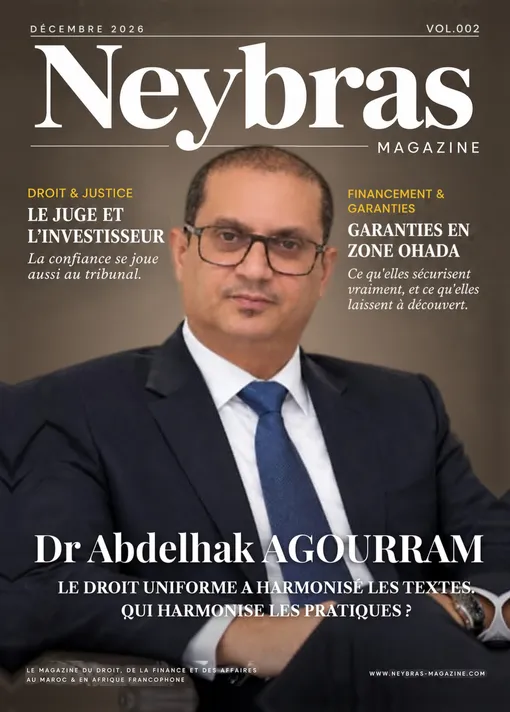 DÉCEMBRE 2026
VOL.002
Neybras
MAGAZINE
DROIT & JUSTICE
LE JUGE ET
L'INVESTISSEUR
La confiance se joue
aussi au tribunal.
FINANCEMENT &
GARANTIES
GARANTIES EN
ZONE OHADA
Ce qu'elles sécurisent
vraiment, et ce qu'elles
laissent à découvert.
Dr Abdelhak AGOURRAM
LE DROIT UNIFORME A HARMONISÉ LES TEXTES.
QUI HARMONISE LES PRATIQUES ?
LE MAGAZINE DU DROIT, DE LA FINANCE ET DES AFFAIRES
AU MAROC & EN AFRIQUE FRANCOPHONE
WWW.NEYBRAS-MAGAZINE.COM